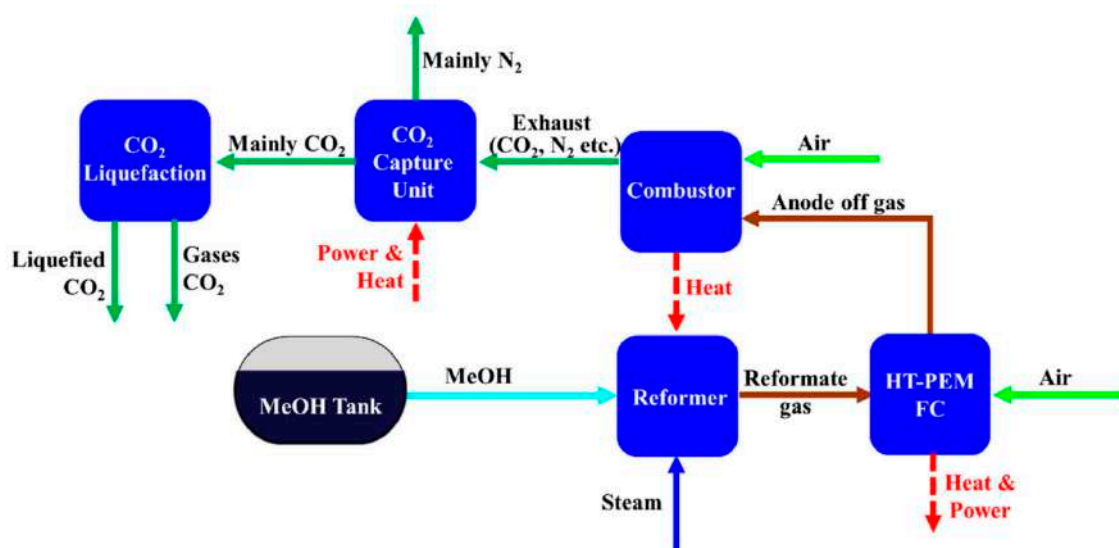 Mainly N₂
CO₂
Liquefaction
Mainly CO₂
CO₂
Capture
Unit
Exhaust
(CO₂, N₂ etc.)
Combustor
Air
Anode off gas
Liquefied
CO₂
Gases
CO₂
Power &
Heat
Heat
MeOH Tank
MeOH
Reformer
Reformate
gas
HT-PEM
FC
Air
Steam
Heat &
Power